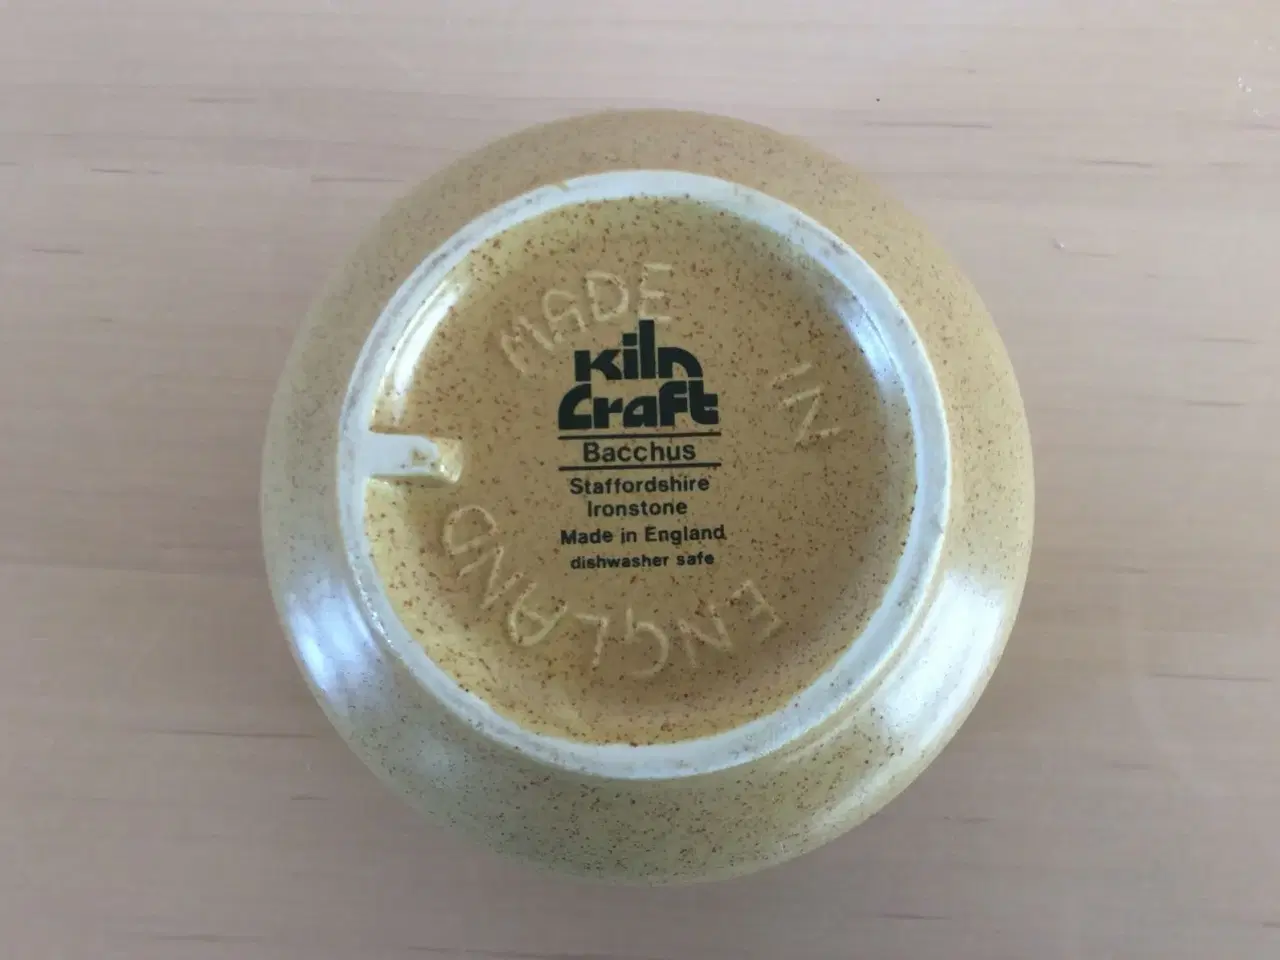 MADE IN ENGLAND
Kiln
Craft
Bacchus
Staffordshire
Ironstone
Made in England
dishwasher safe